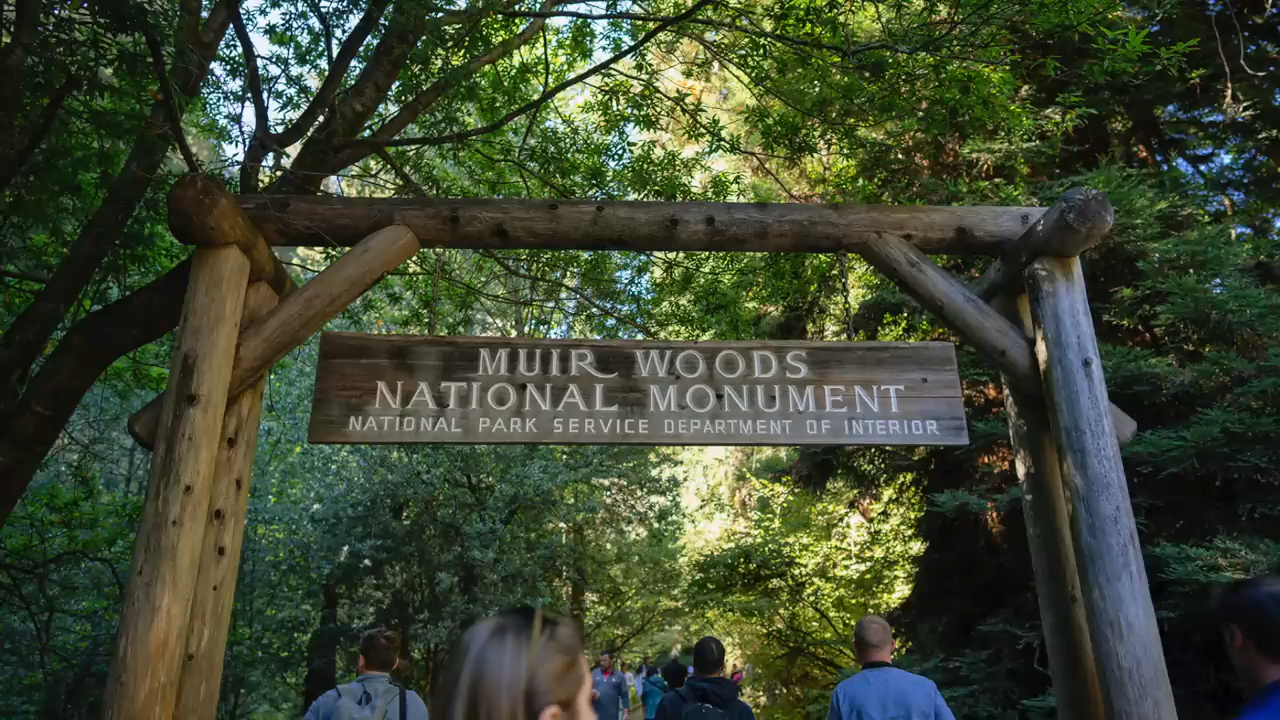 MUIR WOODS
NATIONAL MONUMENT
NATIONAL PARK SERVICE DEPARTMENT OF INTERIOR